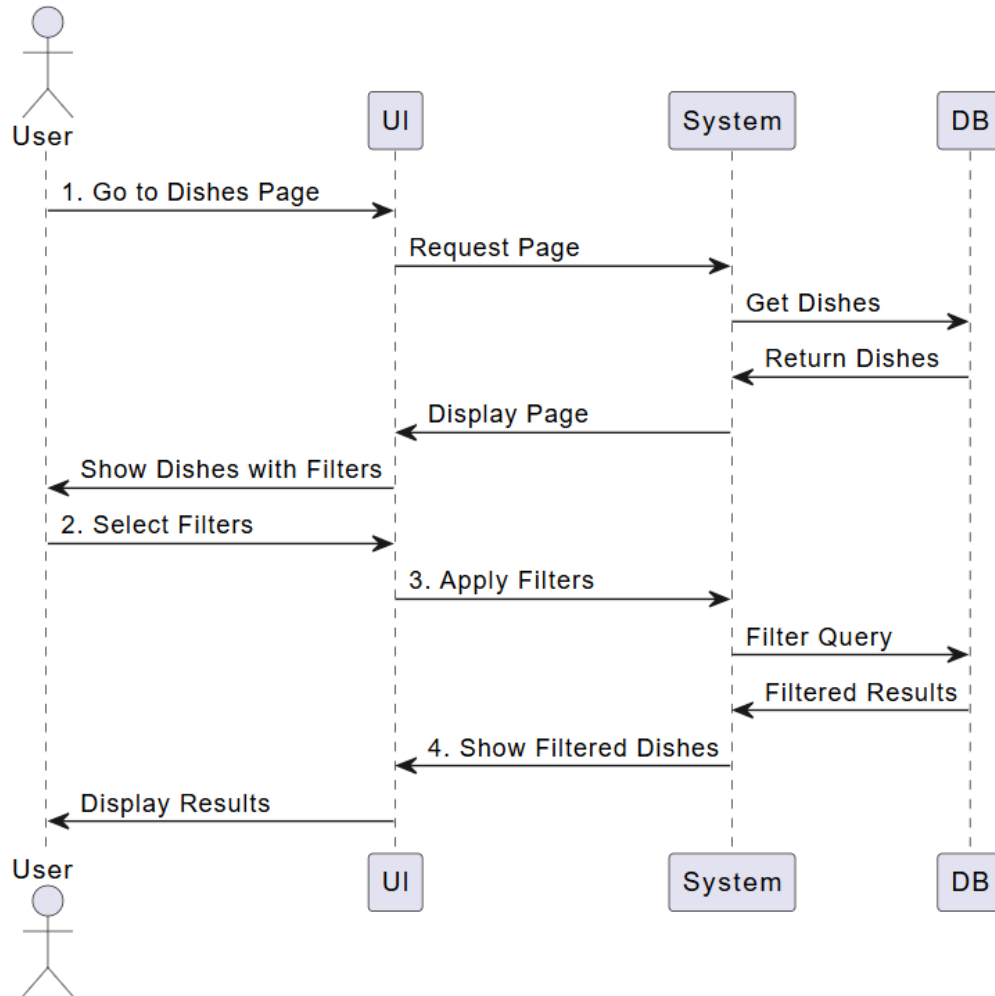 User
UI
System
DB
1. Go to Dishes Page
Request Page
Get Dishes
Return Dishes
Display Page
Show Dishes with Filters
2. Select Filters
3. Apply Filters
Filter Query
Filtered Results
4. Show Filtered Dishes
Display Results
User
UI
System
DB